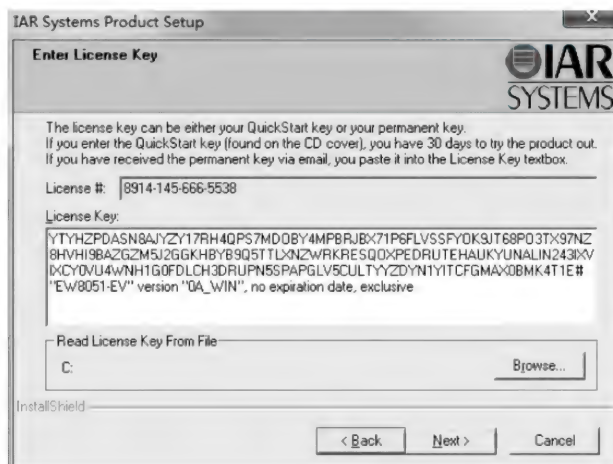 IAR Systems Product Setup
Enter License Key
IAR
SYSTEMS
The license key can be either your QuickStart key or your permanent key.
If you enter the QuickStart key (found on the CD cover), you have 30 days to try the product out.
If you have received the permanent key via email, you paste it into the License Key textbox.
License #: 8914-145-666-5538
License Key:
YTYHZPDASN8AJYZY17RH4QPS7MDOBY4MPBRJBX71P6FLVSSFYOK9JT68PO3TX97NZ
8HVHI9BAZGZM5J2GGKHBYB9Q5TTLXNZWRKRESQOXPEDRUTEHAUKYUNALIN243IXV
IXCY0VU4WNH1G0FDLCH3DRUPN5SPAPGLV5CULTYYZDYN1YITCFGMAX0BMK4T1E#
"EW8051-EV" version "0A_WIN", no expiration date, exclusive
Read License Key From File
C:
Browse...
InstallShield
< Back Next > Cancel